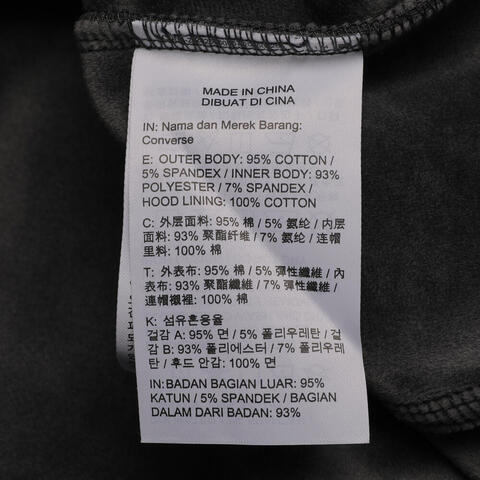 MADE IN CHINA
DIBUAT DI CINA
IN: Nama dan Merek Barang:
Converse
E: OUTER BODY: 95% COTTON /
5% SPANDEX / INNER BODY: 93%
POLYESTER / 7% SPANDEX /
HOOD LINING: 100% COTTON
C: 外层面料: 95% 棉 / 5% 氨纶 / 内层
面料: 93% 聚酯纤维 / 7% 氨纶 / 连帽
里料: 100% 棉
T: 外表布: 95% 棉 / 5% 彈性纖維 / 內
表布: 93% 聚酯纖維 / 7% 彈性纖維 /
連帽襯裡: 100% 棉
K: 섬유혼용율
겉감 A: 95% 면 / 5% 폴리우레탄 / 겉
감 B: 93% 폴리에스터 / 7% 폴리우레
탄 / 후드 안감: 100% 면
IN:BADAN BAGIAN LUAR: 95%
KATUN / 5% SPANDEK / BAGIAN
DALAM DARI BADAN: 93%